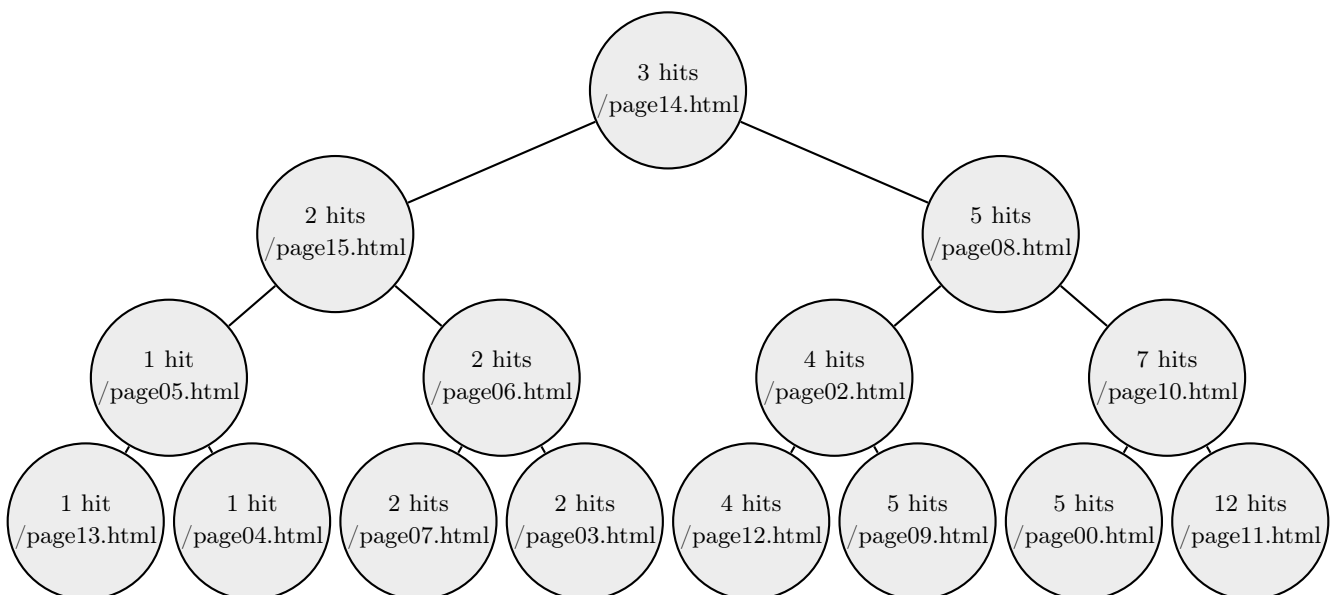 3 hits
/page14.html
2 hits
/page15.html
5 hits
/page08.html
1 hit
/page05.html
2 hits
/page06.html
4 hits
/page02.html
7 hits
/page10.html
1 hit
/page13.html
1 hit
/page04.html
2 hits
/page07.html
2 hits
/page03.html
4 hits
/page12.html
5 hits
/page09.html
5 hits
/page00.html
12 hits
/page11.html